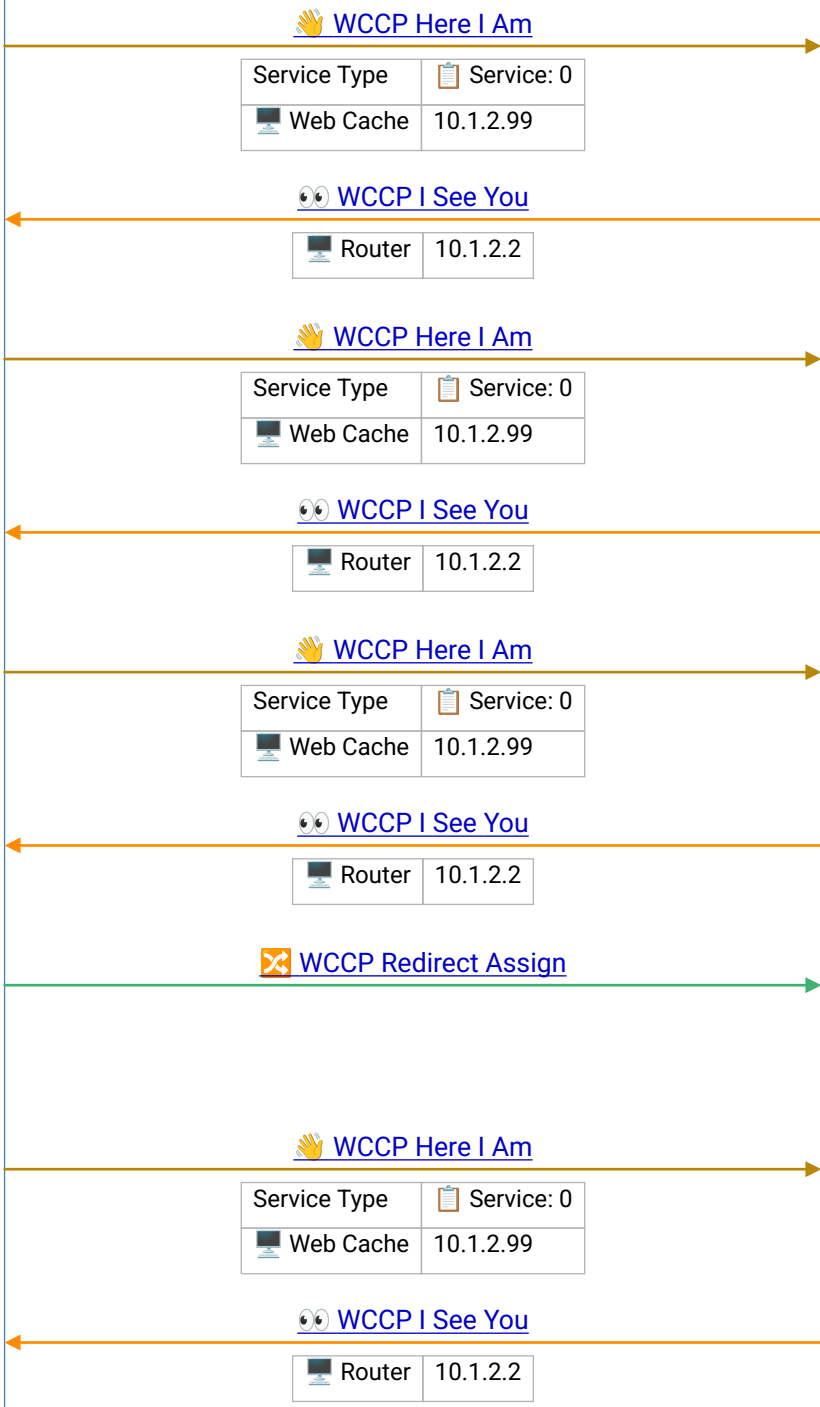 👋 WCCP Here I Am
Service Type 📋 Service: 0
🖥️ Web Cache 10.1.2.99
👀 WCCP I See You
🖥️ Router 10.1.2.2
👋 WCCP Here I Am
Service Type 📋 Service: 0
🖥️ Web Cache 10.1.2.99
👀 WCCP I See You
🖥️ Router 10.1.2.2
👋 WCCP Here I Am
Service Type 📋 Service: 0
🖥️ Web Cache 10.1.2.99
👀 WCCP I See You
🖥️ Router 10.1.2.2
🔀 WCCP Redirect Assign
👋 WCCP Here I Am
Service Type 📋 Service: 0
🖥️ Web Cache 10.1.2.99
👀 WCCP I See You
🖥️ Router 10.1.2.2